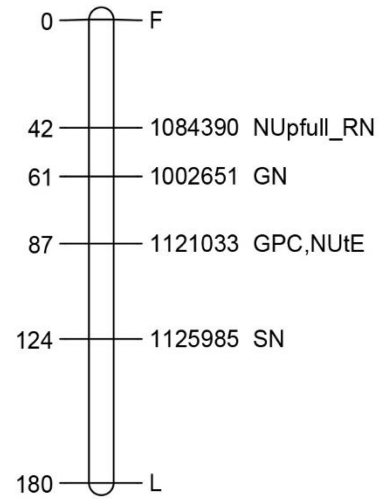 0 F
42 1084390 NUpfull_RN
61 1002651 GN
87 1121033 GPC,NUtE
124 1125985 SN
180 L